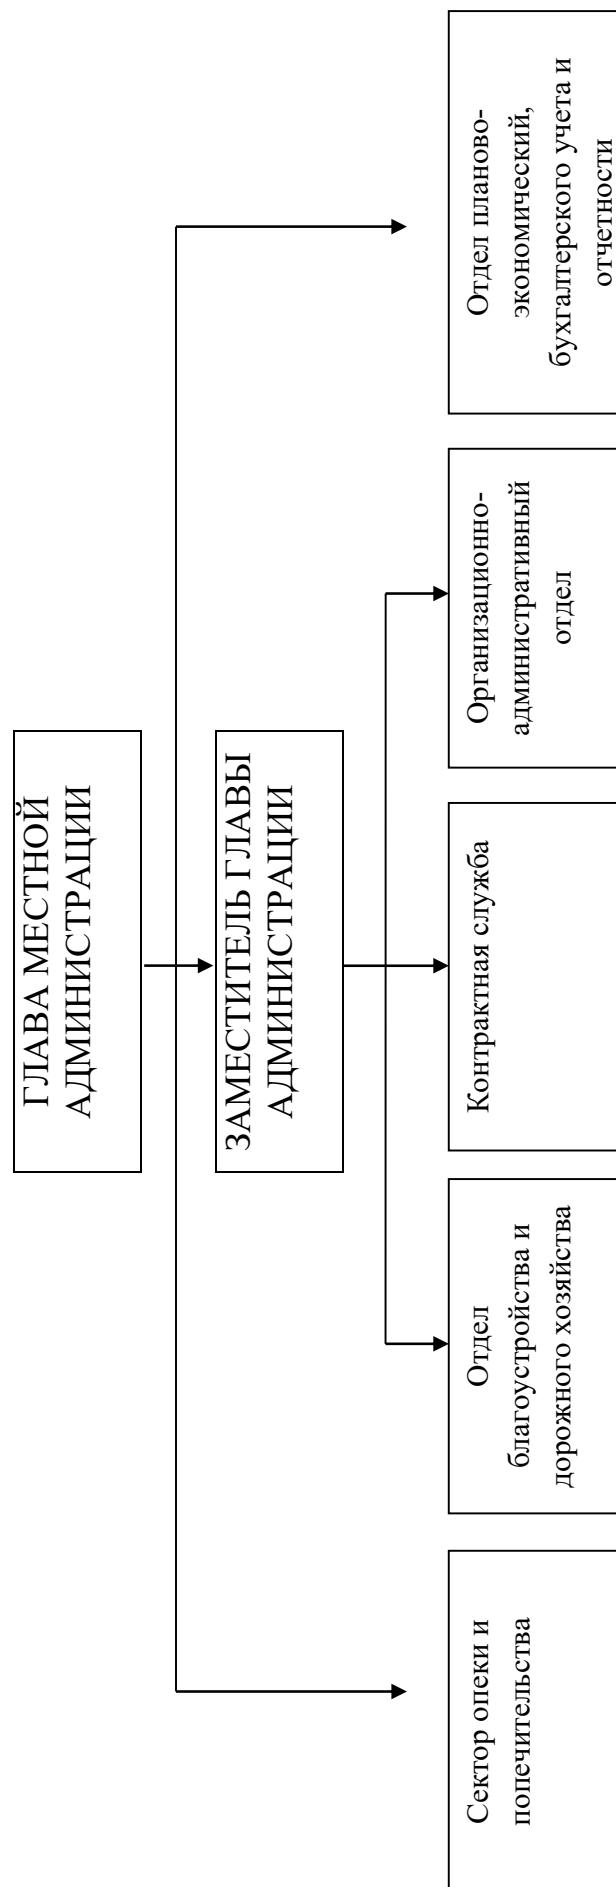 ГЛАВА МЕСТНОЙ
АДМИНИСТРАЦИИ
ЗАМЕСТИТЕЛЬ ГЛАВЫ
АДМИНИСТРАЦИИ
Сектор опеки и
попечительства
Отдел
благоустройства и
дорожного хозяйства
Контрактная служба
Организационно-
административный
отдел
Отдел планово-
экономический,
бухгалтерского учета и
отчетности